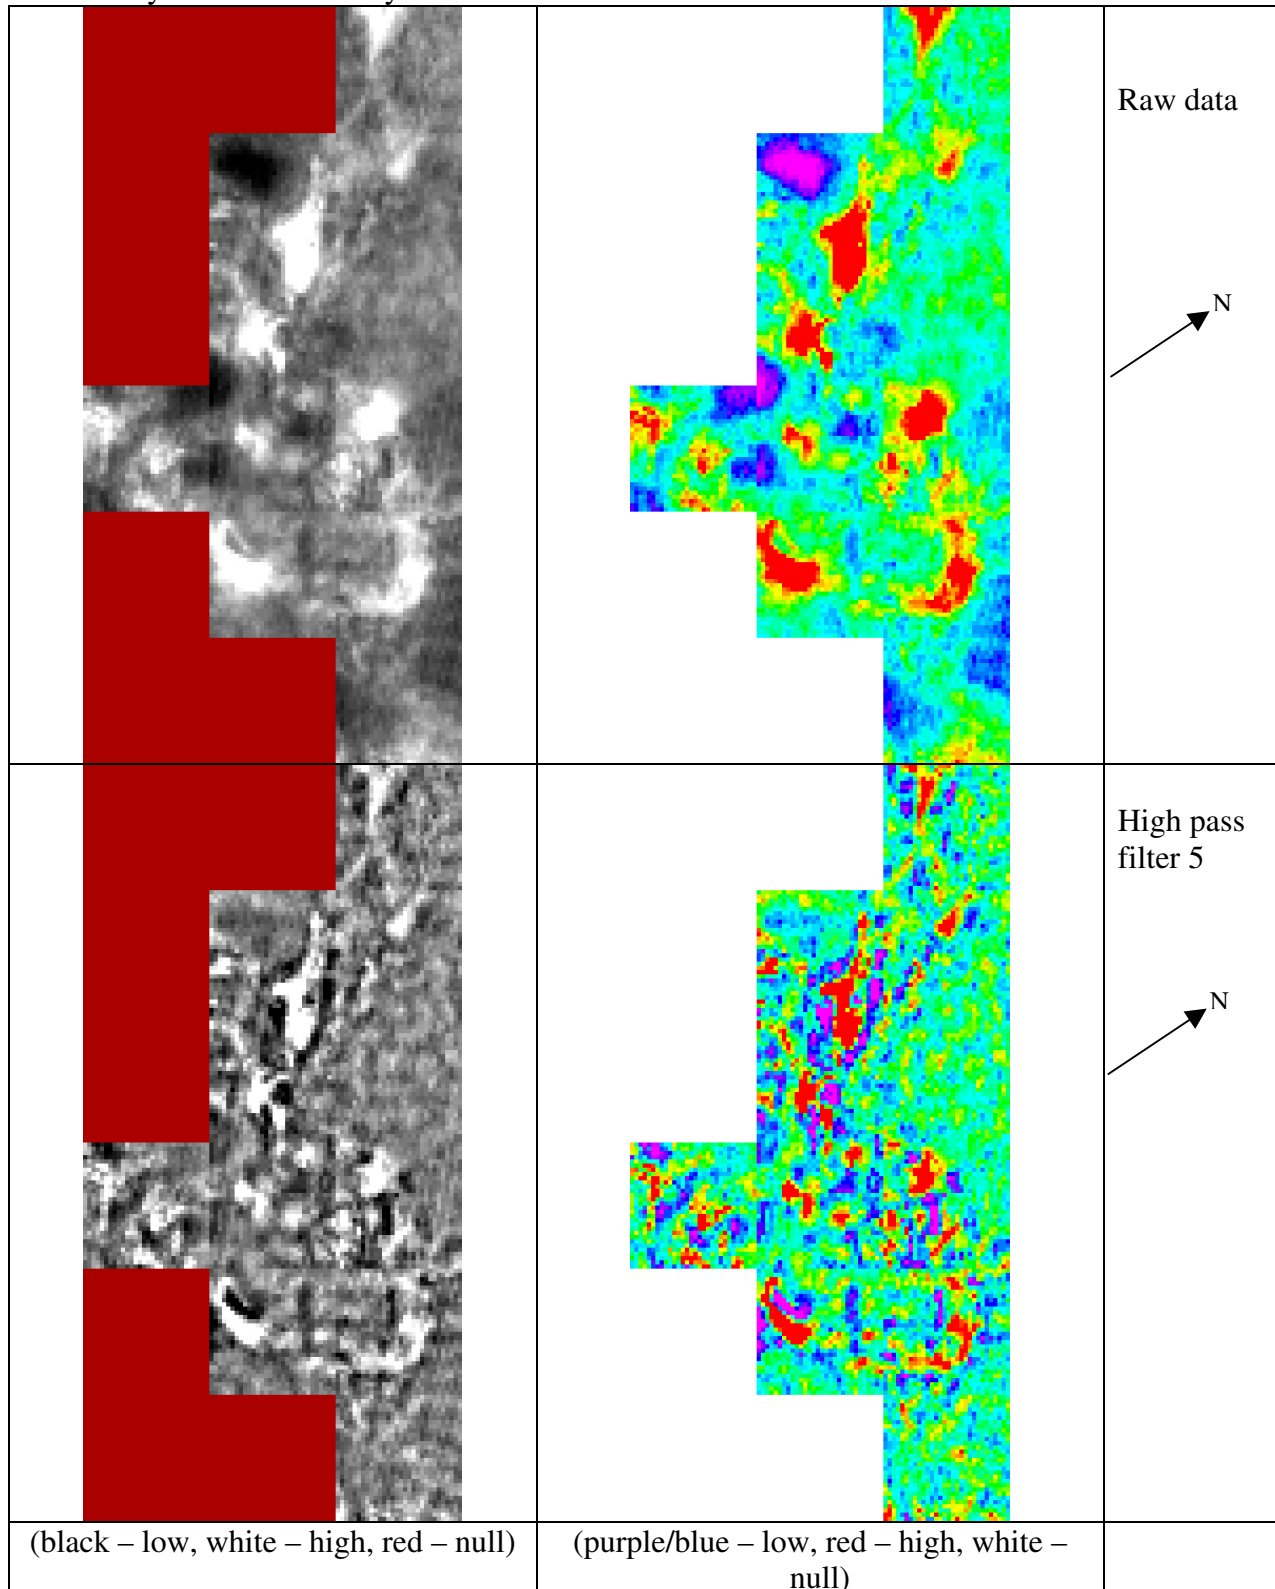 Raw data
N
High pass
filter 5
N
(black – low, white – high, red – null)
(purple/blue – low, red – high, white –
null)